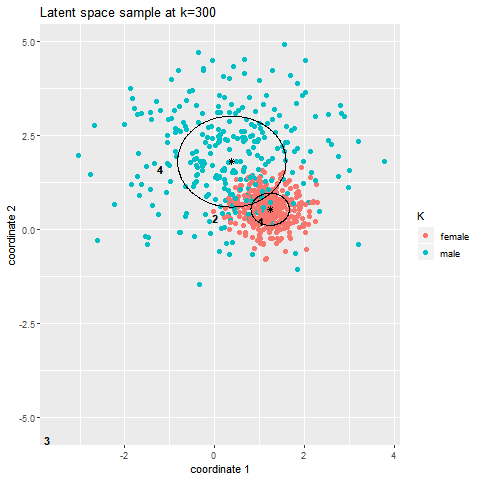 Latent space sample at k=300
5.0
2.5
0.0
-2.5
-5.0
coordinate 2
4
2
1
3
-2
0
2
4
coordinate 1
K
female
male